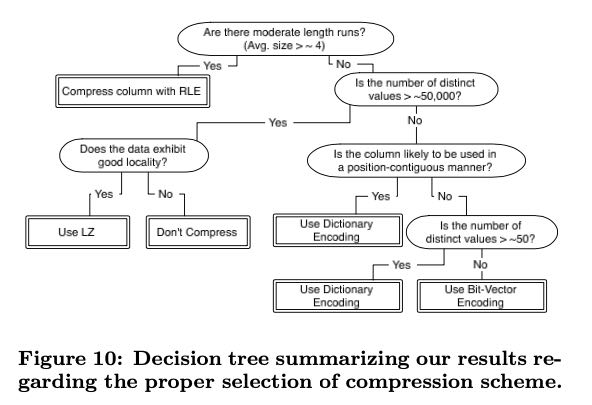 Are there moderate length runs?
(Avg. size > ~ 4)
Yes
No
Compress column with RLE
Is the number of distinct
values > ~50,000?
Yes
No
Does the data exhibit
good locality?
Is the column likely to be used in
a position-contiguous manner?
Yes
No
Yes
No
Use LZ
Don't Compress
Use Dictionary
Encoding
Is the number of
distinct values > ~50?
Yes
No
Use Dictionary
Encoding
Use Bit-Vector
Encoding
Figure 10: Decision tree summarizing our results re-
garding the proper selection of compression scheme.